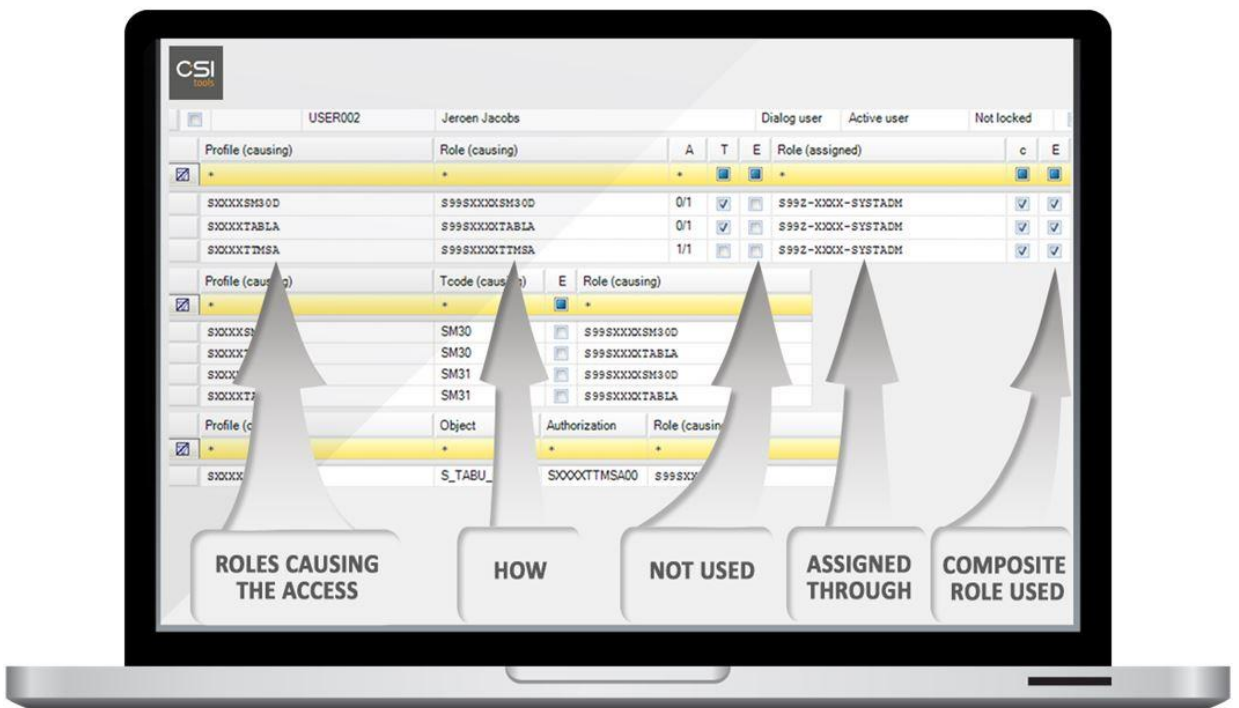 CSI
tools
USER002 Jeroen Jacobs Dialog user Active user Not locked
Profile (causing) Role (causing) A T E Role (assigned) c E
* * * *
SXXXXSM30D S99SXXXXSM30D 0/1 S99Z-XXXX-SYSTADM
SXXXXTABLA S99SXXXXTABLA 0/1 S99Z-XXXX-SYSTADM
SXXXXTTMSA S99SXXXXTTMSA 1/1 S99Z-XXXX-SYSTADM
Profile Tcode E Role (causing)
* * *
SM30 S99SXXXXSM30D
SM30 S99SXXXXTABLA
SM31 S99SXXXXSM30D
SM31 S99SXXXXTABLA
Profile Object Authorization Role
* * * *
S_TABU_ SXXXXTTMSA00
ROLES CAUSING
THE ACCESS
HOW
NOT USED
ASSIGNED
THROUGH
COMPOSITE
ROLE USED